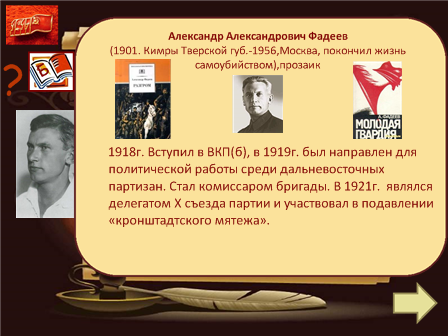 Александр Александрович Фадеев
(1901. Кимры Тверской губ.-1956,Москва, покончил жизнь
самоубийством),прозаик
РАЗГРОМ
А. ФАДЕЕВ
МОЛОДАЯ
ГВАРДИЯ
?
В
1918г. Вступил в ВКП(б), в 1919г. был направлен для
политической работы среди дальневосточных
партизан. Стал комиссаром бригады. В 1921г. являлся
делегатом X съезда партии и участвовал в подавлении
«кронштадтского мятежа».